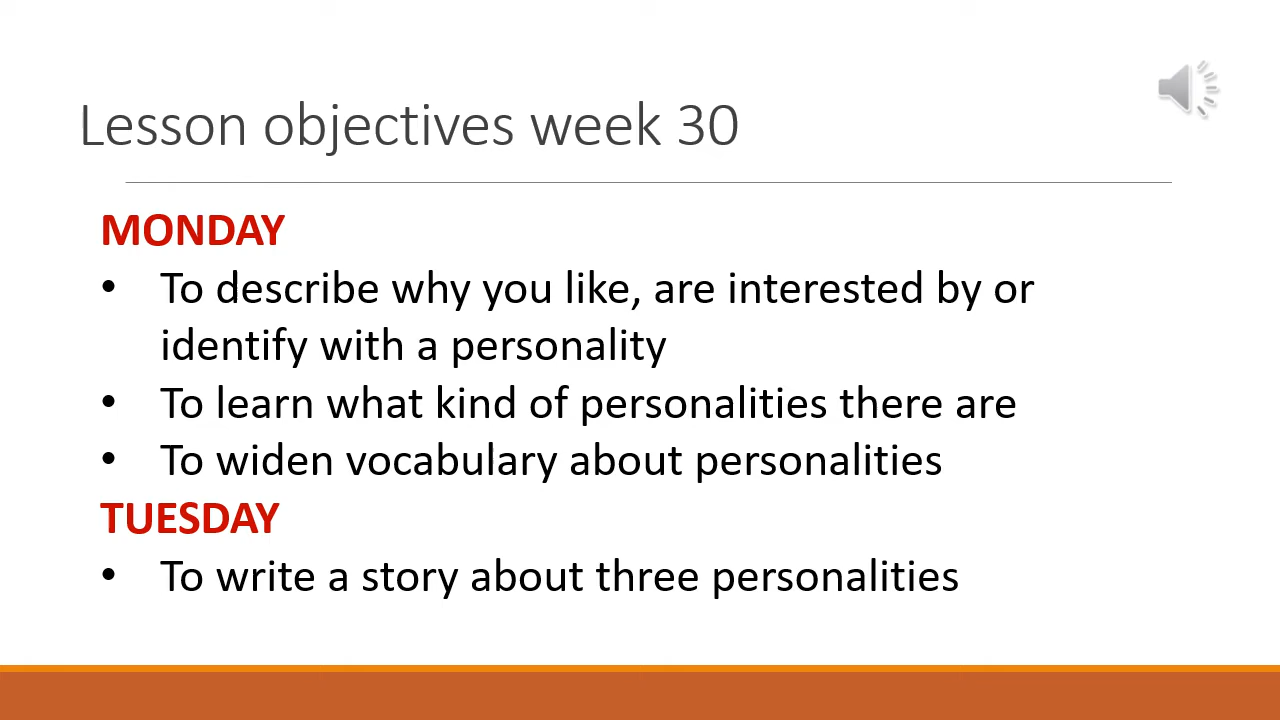 Lesson objectives week 30
MONDAY
• To describe why you like, are interested by or
identify with a personality
• To learn what kind of personalities there are
• To widen vocabulary about personalities
TUESDAY
• To write a story about three personalities